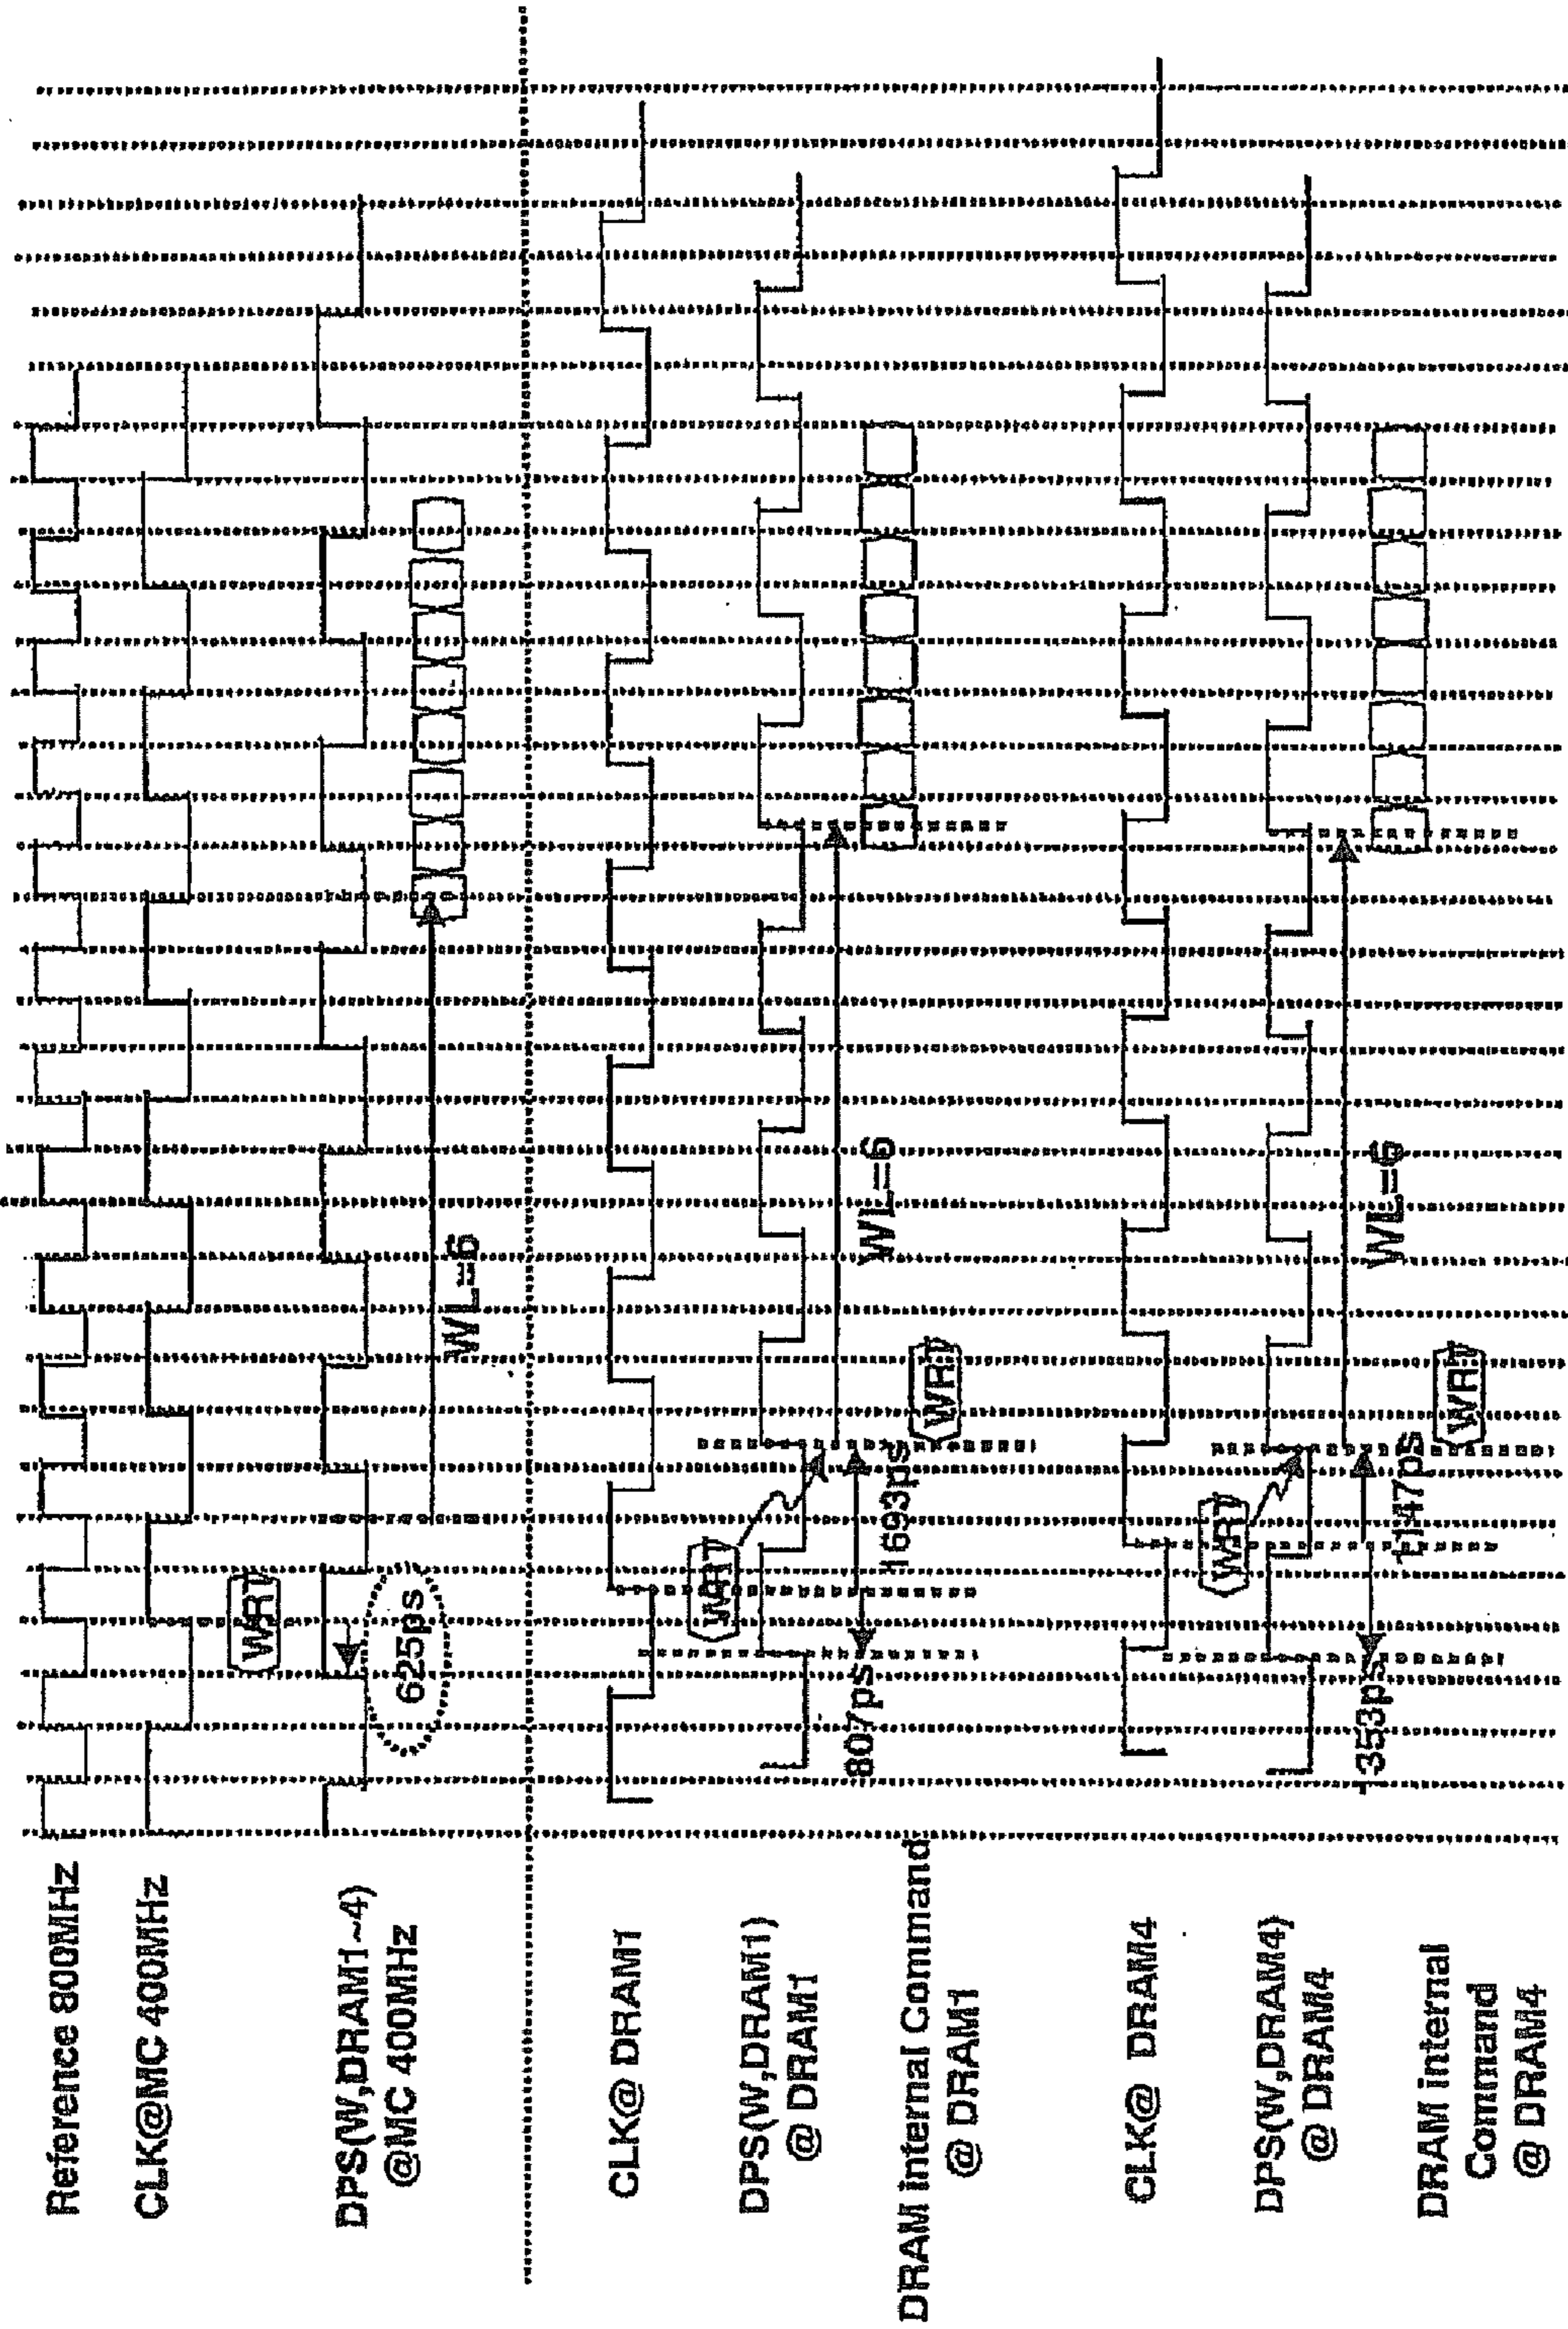 Reference 800MHz
CLK@MC 400MHz
WRT
DPS(W,DRAM1~4)
@MC 400MHz
625ps
WL=6
CLK@ DRAM1
WRT
DPS(W,DRAM1)
@ DRAM1
807ps
1693ps
WL=6
DRAM internal Command
@ DRAM1
WRT
CLK@ DRAM4
WRT
DPS(W,DRAM4)
@ DRAM4
1353ps
1147ps
WL=6
DRAM internal
Command
@ DRAM4
WRT